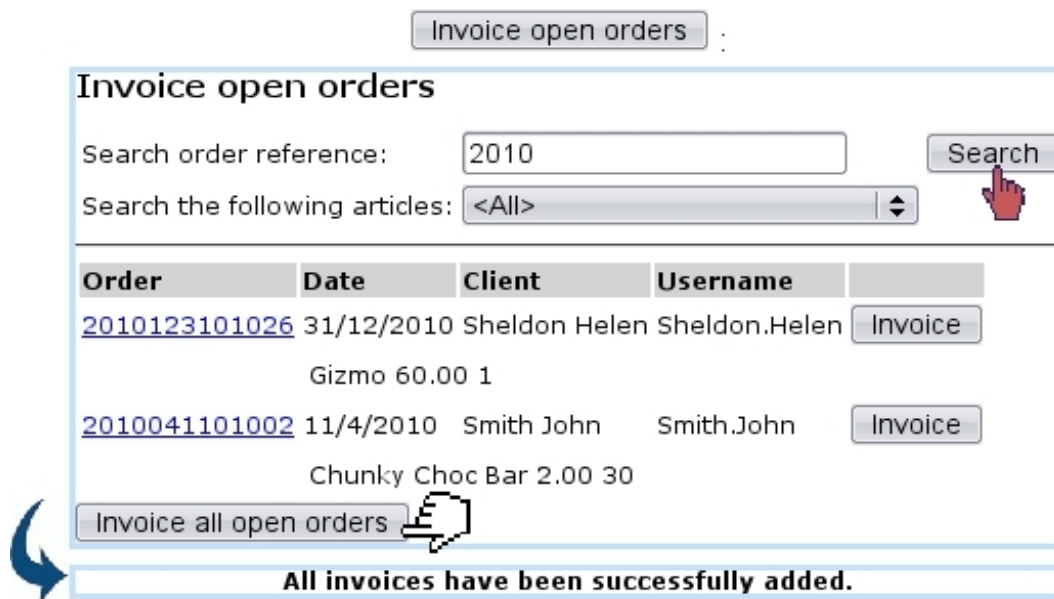 Invoice open orders :
Invoice open orders
Search order reference: 2010 Search
Search the following articles: <All>
Order Date Client Username
2010123101026 31/12/2010 Sheldon Helen Sheldon.Helen Invoice
Gizmo 60.00 1
2010041101002 11/4/2010 Smith John Smith.John Invoice
Chunky Choc Bar 2.00 30
Invoice all open orders
All invoices have been successfully added.